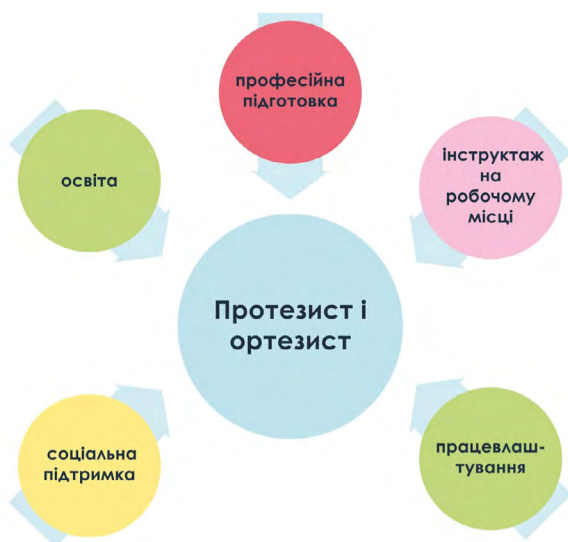 професійна
підготовка
освіта
інструктаж
на
робочому
місці
Протезист і
ортезист
соціальна
підтримка
працевлаш-
тування